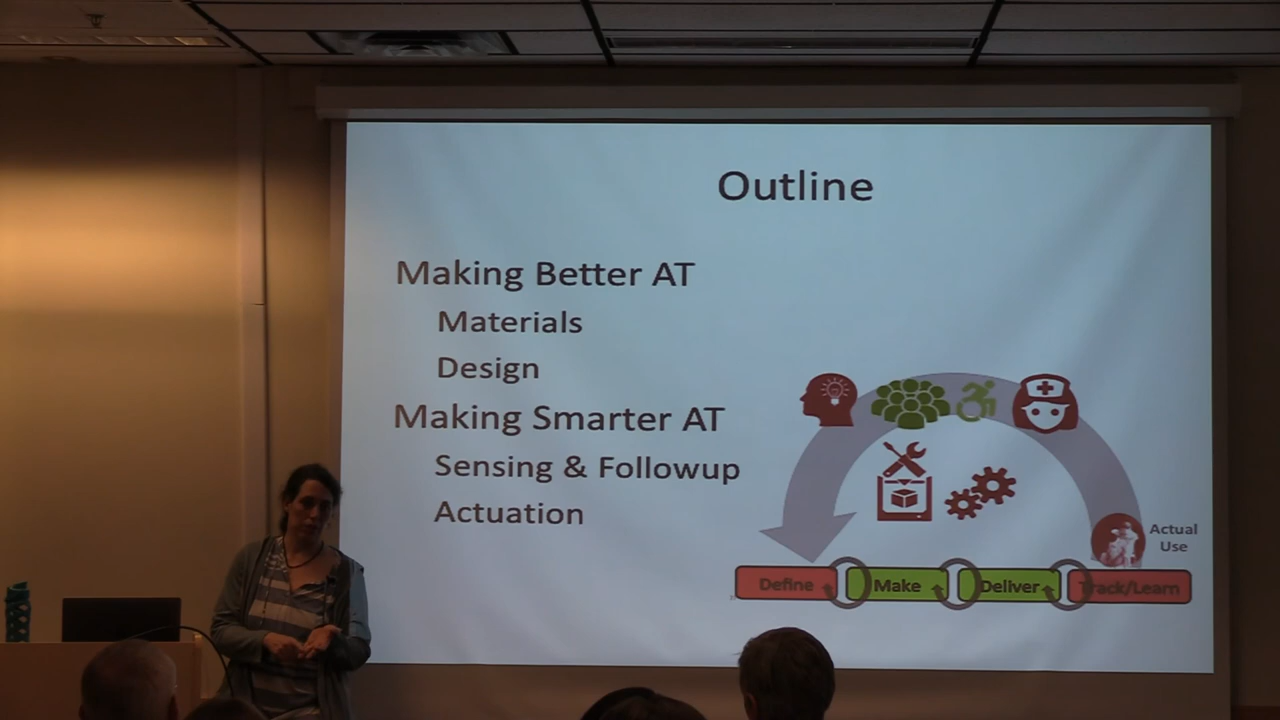 Outline
Making Better AT
Materials
Design
Making Smarter AT
Sensing & Followup
Actuation
Actual
Use
Define
Make
Deliver
Track/Learn